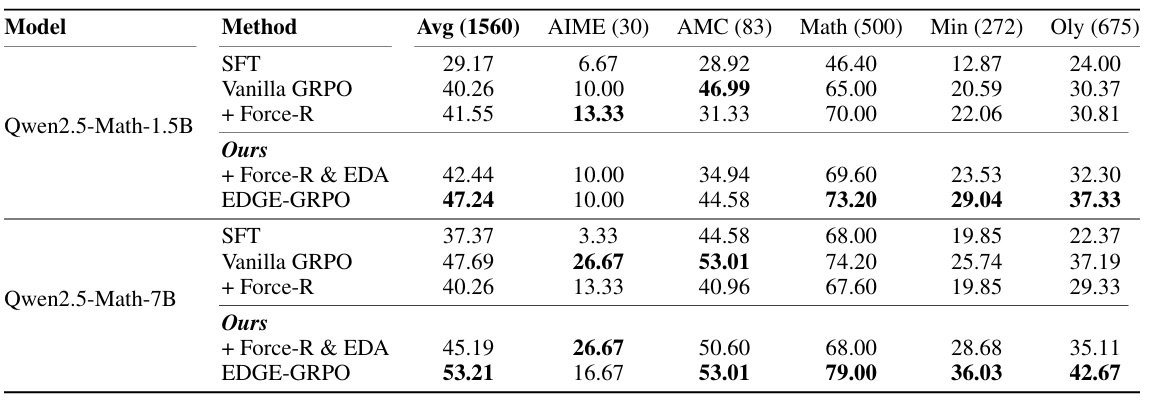 Model Method Avg (1560) AIME (30) AMC (83) Math (500) Min (272) Oly (675)
Qwen2.5-Math-1.5B
SFT 29.17 6.67 28.92 46.40 12.87 24.00
Vanilla GRPO 40.26 10.00 46.99 65.00 20.59 30.37
+ Force-R 41.55 13.33 31.33 70.00 22.06 30.81
Ours
+ Force-R & EDA 42.44 10.00 34.94 69.60 23.53 32.30
EDGE-GRPO 47.24 10.00 44.58 73.20 29.04 37.33
Qwen2.5-Math-7B
SFT 37.37 3.33 44.58 68.00 19.85 22.37
Vanilla GRPO 47.69 26.67 53.01 74.20 25.74 37.19
+ Force-R 40.26 13.33 40.96 67.60 19.85 29.33
Ours
+ Force-R & EDA 45.19 26.67 50.60 68.00 28.68 35.11
EDGE-GRPO 53.21 16.67 53.01 79.00 36.03 42.67